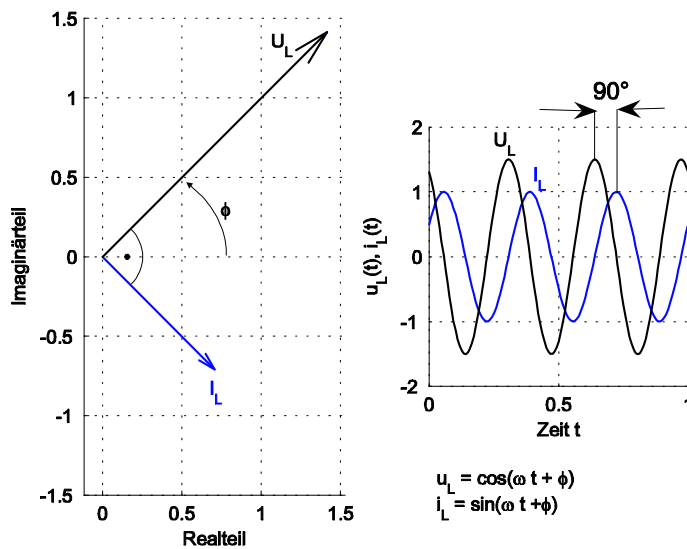 1.5
1
0.5
0
-0.5
-1
-1.5
Imaginärteil
0 0.5 1 1.5
Realteil
U_L
ϕ
I_L
90°
U_L
I_L
2
1
0
-1
-2
u_L(t), i_L(t)
0 0.5 1
Zeit t
u_L = cos(ω t + ϕ)
i_L = sin(ω t +ϕ)